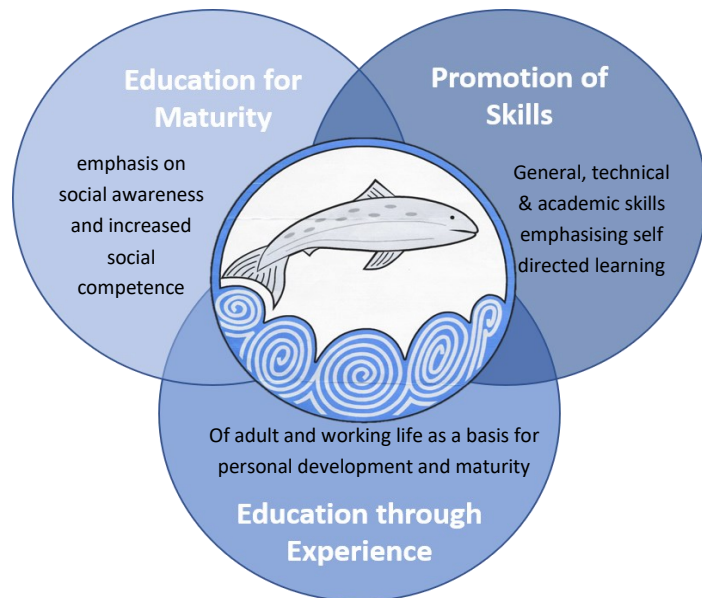 Education for
Maturity
emphasis on
social awareness
and increased
social
competence
Promotion of
Skills
General, technical
& academic skills
emphasising self
directed learning
Of adult and working life as a basis for
personal development and maturity
Education through
Experience